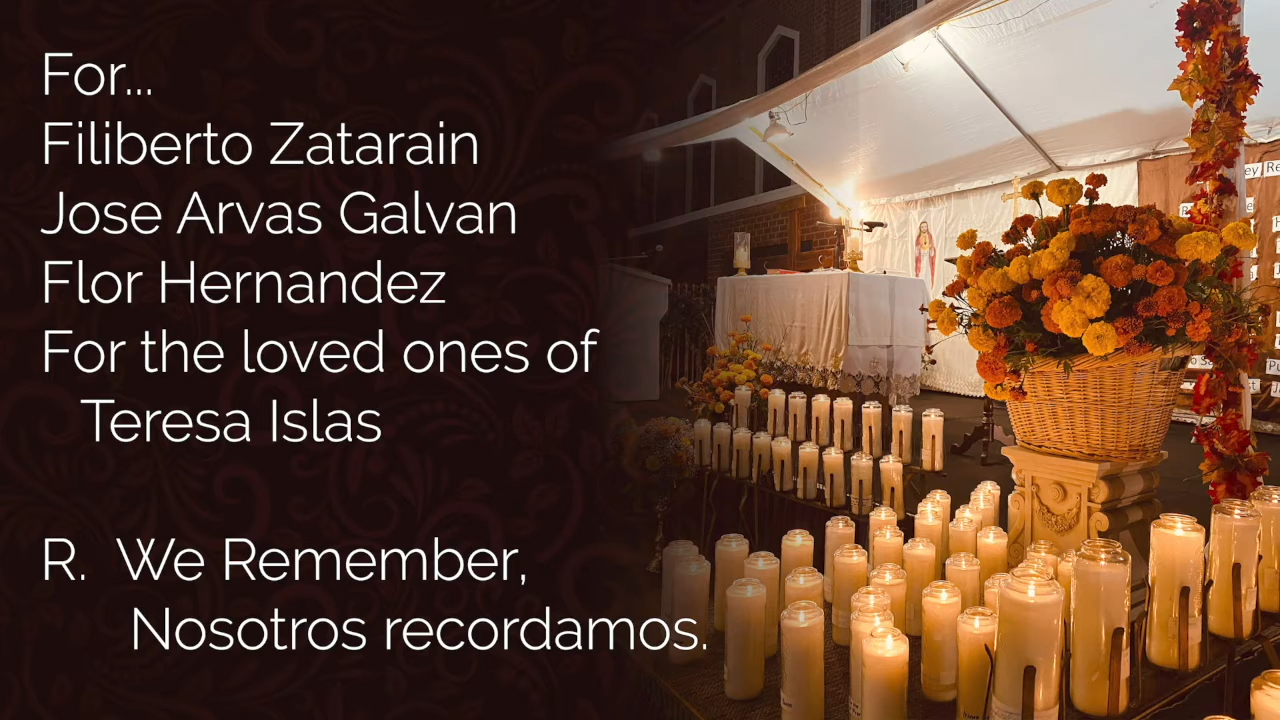 For...
Filiberto Zatarain
Jose Arvas Galvan
Flor Hernandez
For the loved ones of
Teresa Islas
R. We Remember,
Nosotros recordamos.